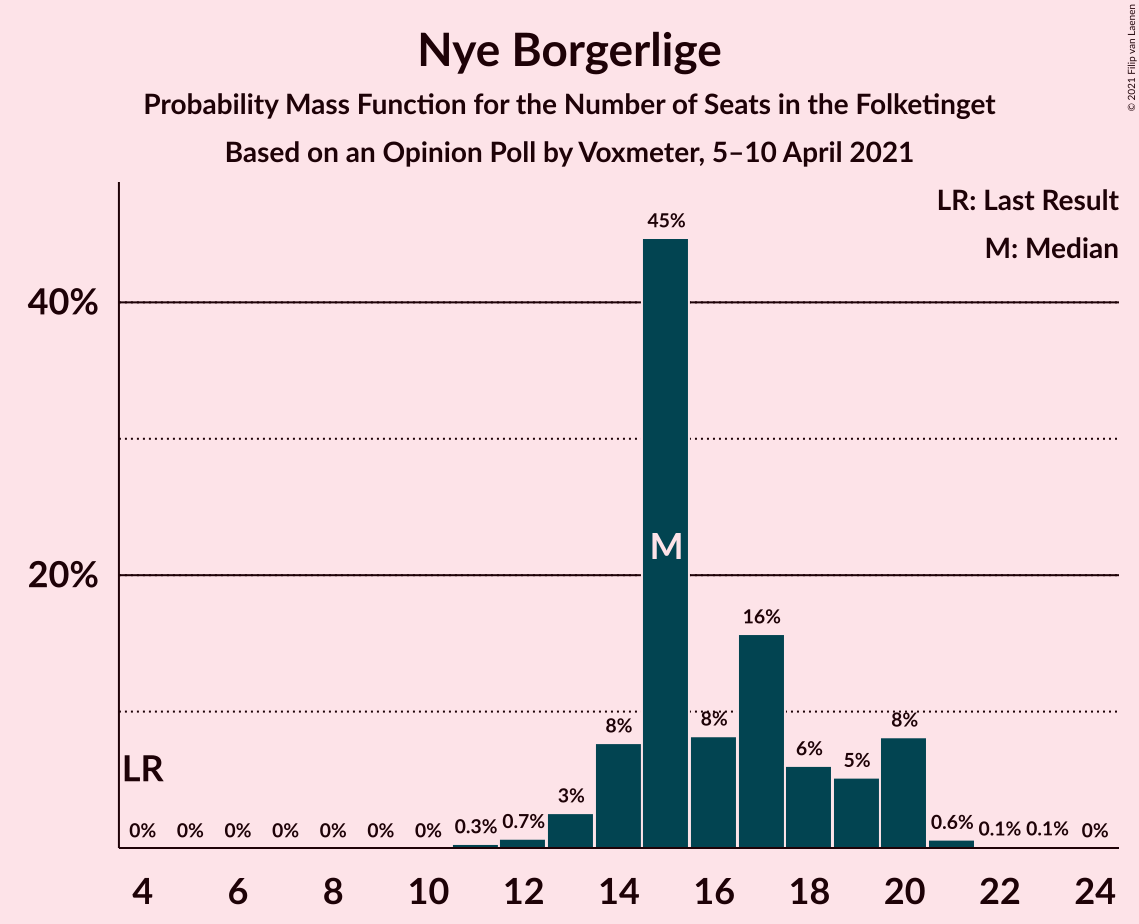 Nye Borgerlige
Probability Mass Function for the Number of Seats in the Folketinget
Based on an Opinion Poll by Voxmeter, 5–10 April 2021
© 2021 Filip van Laenen
LR: Last Result
M: Median
45%
40%
M
20%
16%
8%
8%
8%
6%
5%
LR
3%
0% 0% 0% 0% 0% 0% 0% 0.3% 0.7% 0.6% 0.1% 0.1% 0%
4 6 8 10 12 14 16 18 20 22 24